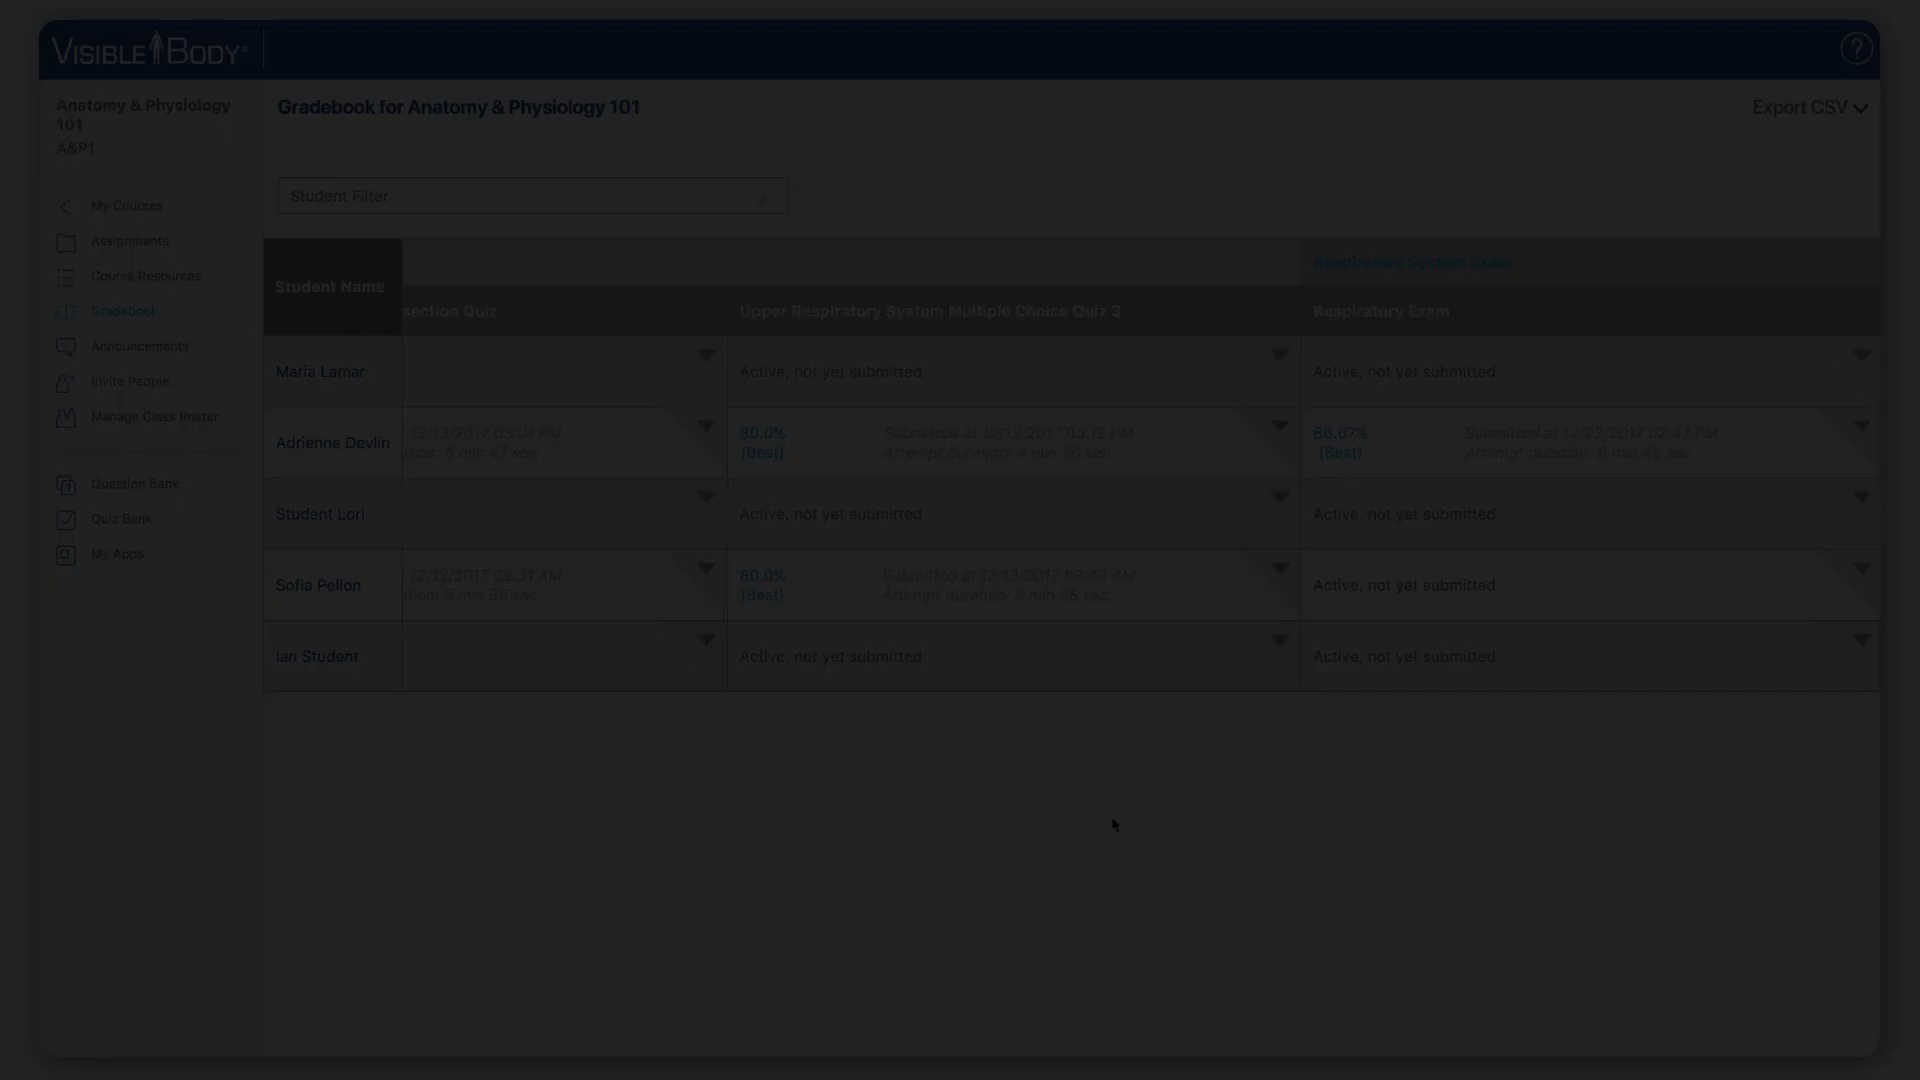 VISIBLE BODY®
?
Anatomy & Physiology
101
A&P1
My Courses
Assignments
Course Resources
Gradebook
Announcements
Invite People
Manage Class Roster
Question Bank
Quiz Bank
My Apps
Gradebook for Anatomy & Physiology 101
Export CSV
Student Filter
Respiratory System Exam
Student Name
section Quiz
Upper Respiratory System Multiple Choice Quiz 3
Respiratory Exam
Maria Lamar
Active, not yet submitted
Active, not yet submitted
Adrienne Devlin
12/13/2017 03:01 PM
6 min 47 sec
80.0%
(Best)
Submitted at 12/13/2017 03:12 PM
Attempt duration: 4 min 36 sec
86.67%
(Best)
Submitted at 12/22/2017 02:47 PM
Attempt duration: 8 min 45 sec
Student Lori
Active, not yet submitted
Active, not yet submitted
Sofia Pellon
12/13/2017 09:31 AM
3 min 35 sec
80.0%
(Best)
Submitted at 12/13/2017 09:43 AM
Attempt duration: 2 min 55 sec
Active, not yet submitted
Ian Student
Active, not yet submitted
Active, not yet submitted